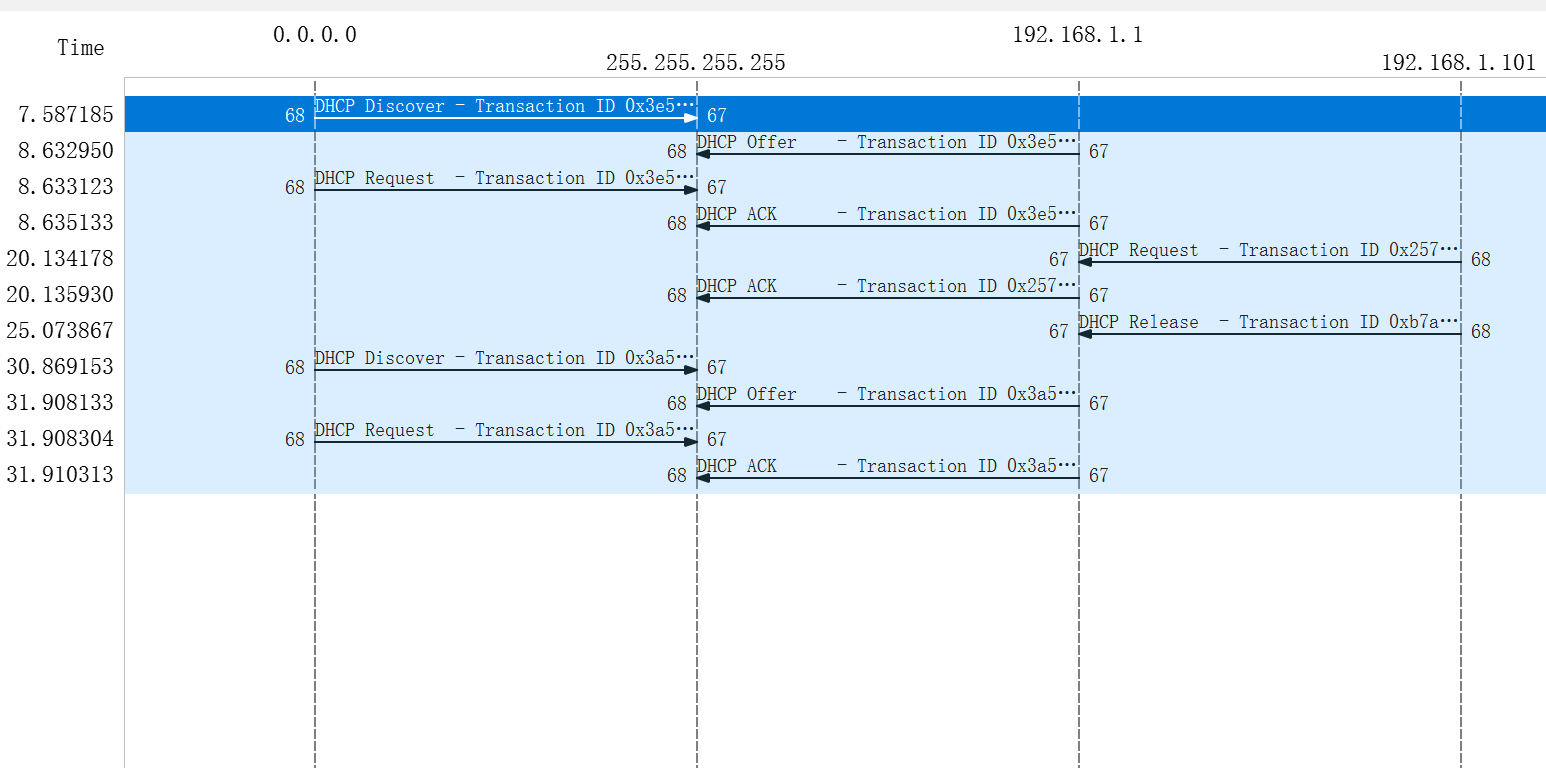 Time 0.0.0.0 192.168.1.1
255.255.255.255 192.168.1.101
7.587185 68 DHCP Discover - Transaction ID 0x3e5… 67
8.632950 68 DHCP Offer - Transaction ID 0x3e5… 67
8.633123 68 DHCP Request - Transaction ID 0x3e5… 67
8.635133 68 DHCP ACK - Transaction ID 0x3e5… 67
20.134178 67 DHCP Request - Transaction ID 0x257… 68
20.135930 68 DHCP ACK - Transaction ID 0x257… 67
25.073867 67 DHCP Release - Transaction ID 0xb7a… 68
30.869153 68 DHCP Discover - Transaction ID 0x3a5… 67
31.908133 68 DHCP Offer - Transaction ID 0x3a5… 67
31.908304 68 DHCP Request - Transaction ID 0x3a5… 67
31.910313 68 DHCP ACK - Transaction ID 0x3a5… 67